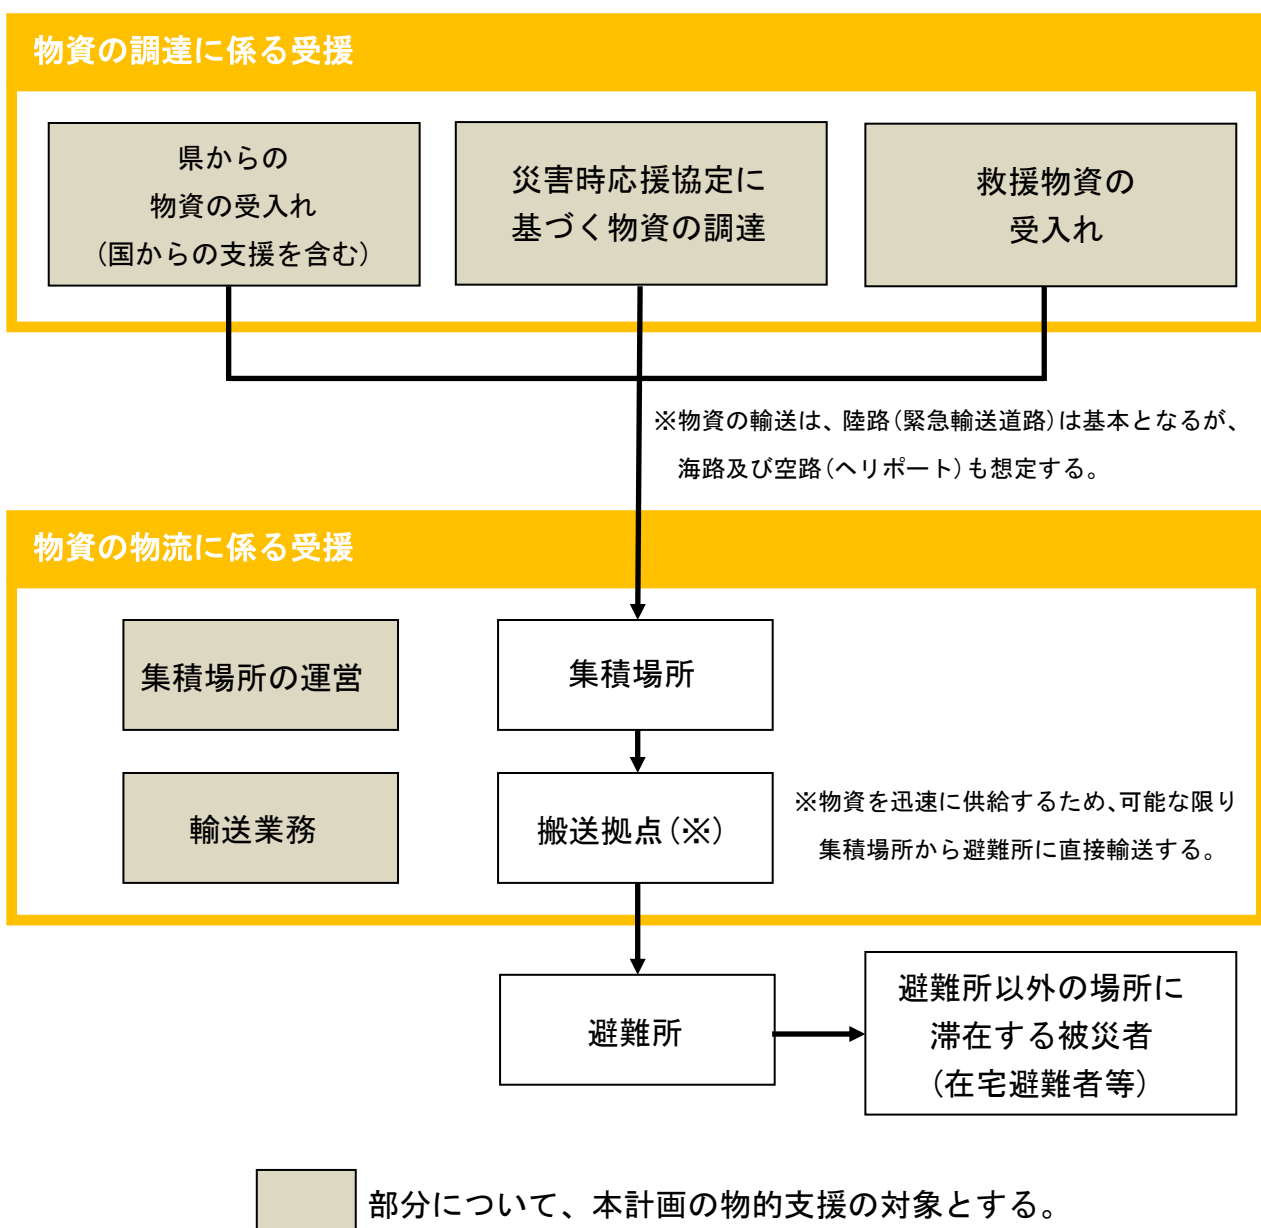 物資の調達に係る受援
県からの
物資の受入れ
(国からの支援を含む)
災害時応援協定に
基づく物資の調達
救援物資の
受入れ
※物資の輸送は、陸路(緊急輸送道路)は基本となるが、
海路及び空路(ヘリポート)も想定する。
物資の物流に係る受援
集積場所の運営
集積場所
輸送業務
搬送拠点(※)
※物資を迅速に供給するため、可能な限り
集積場所から避難所に直接輸送する。
避難所
避難所以外の場所に
滞在する被災者
(在宅避難者等)
部分について、本計画の物的支援の対象とする。